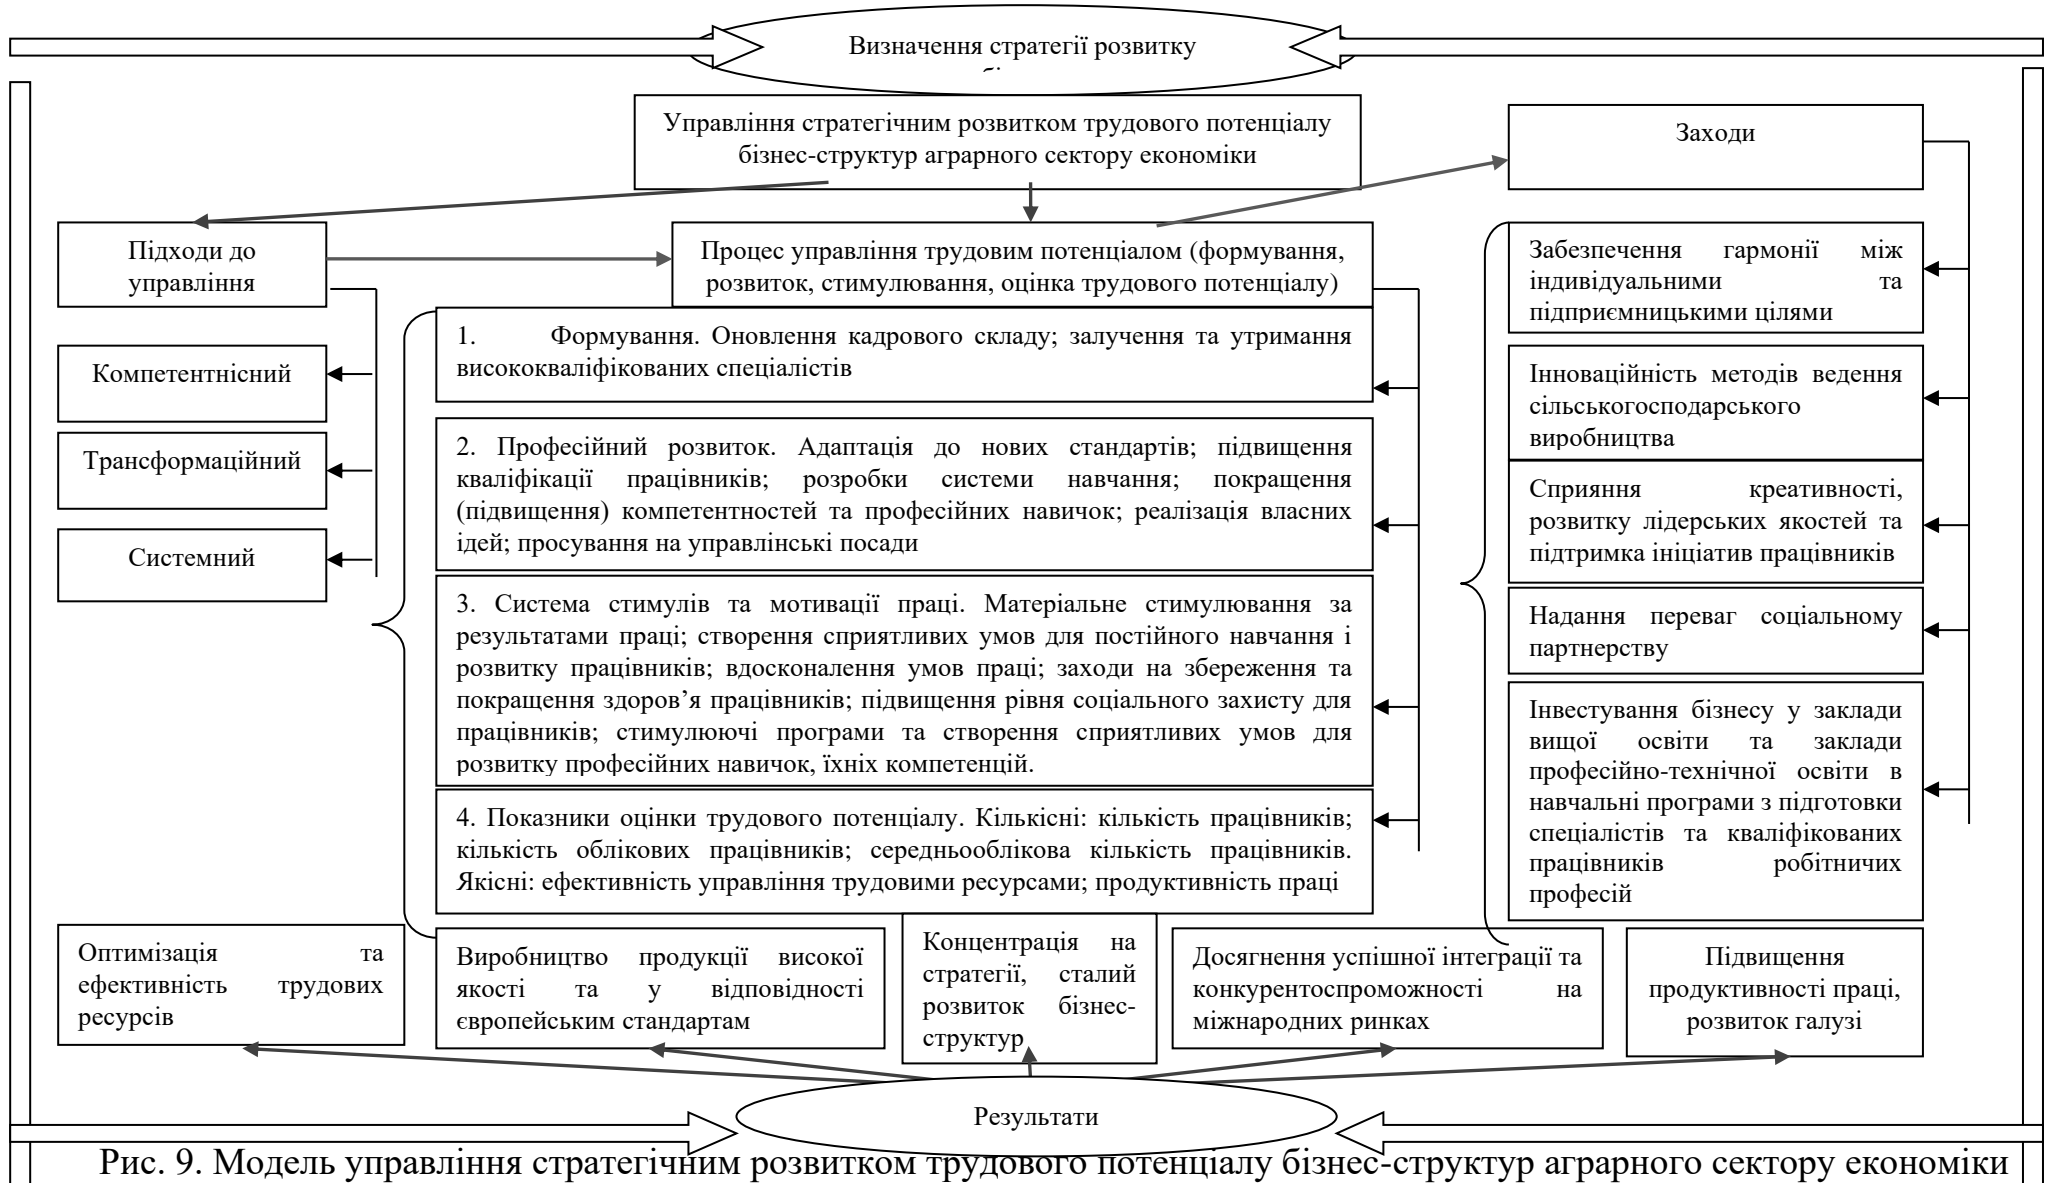 Визначення стратегії розвитку
Управління стратегічним розвитком трудового потенціалу
бізнес-структур аграрного сектору економіки
Заходи
Підходи до
управління
Процес управління трудовим потенціалом (формування,
розвиток, стимулювання, оцінка трудового потенціалу)
Компетентнісний
Трансформаційний
Системний
1. Формування. Оновлення кадрового складу; залучення та утримання
висококваліфікованих спеціалістів
2. Професійний розвиток. Адаптація до нових стандартів; підвищення
кваліфікації працівників; розробки системи навчання; покращення
(підвищення) компетентностей та професійних навичок; реалізація власних
ідей; просування на управлінські посади
3. Система стимулів та мотивації праці. Матеріальне стимулювання за
результатами праці; створення сприятливих умов для постійного навчання і
розвитку працівників; вдосконалення умов праці; заходи на збереження та
покращення здоров’я працівників; підвищення рівня соціального захисту для
працівників; стимулюючі програми та створення сприятливих умов для
розвитку професійних навичок, їхніх компетенцій.
4. Показники оцінки трудового потенціалу. Кількісні: кількість працівників;
кількість облікових працівників; середньооблікова кількість працівників.
Якісні: ефективність управління трудовими ресурсами; продуктивність праці
Забезпечення гармонії між
індивідуальними та
підприємницькими цілями
Інноваційність методів ведення
сільськогосподарського
виробництва
Сприяння креативності,
розвитку лідерських якостей та
підтримка ініціатив працівників
Надання переваг соціальному
партнерству
Інвестування бізнесу у заклади
вищої освіти та заклади
професійно-технічної освіти в
навчальні програми з підготовки
спеціалістів та кваліфікованих
працівників робітничих
професій
Оптимізація та
ефективність трудових
ресурсів
Виробництво продукції високої
якості та у відповідності
європейським стандартам
Концентрація на
стратегії, сталий
розвиток бізнес-
структур
Досягнення успішної інтеграції та
конкурентоспроможності на
міжнародних ринках
Підвищення
продуктивності праці,
розвиток галузі
Результати
Рис. 9. Модель управління стратегічним розвитком трудового потенціалу бізнес-структур аграрного сектору економіки